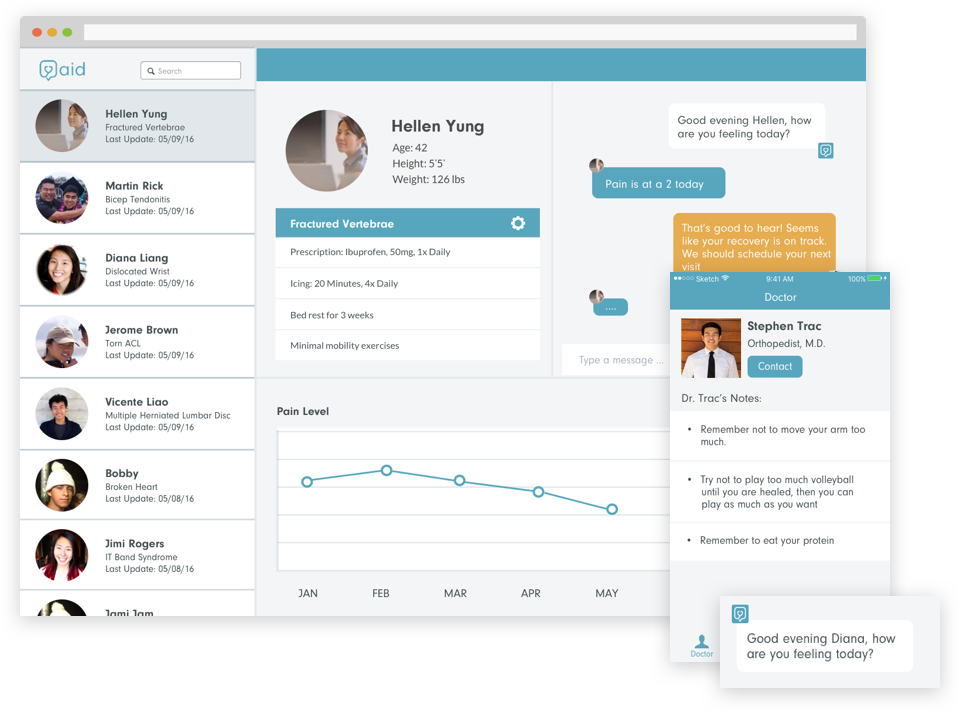 aid
Search
Hellen Yung
Fractured Vertebrae
Last Update: 05/09/16
Martin Rick
Bicep Tendonitis
Last Update: 05/09/16
Diana Liang
Dislocated Wrist
Last Update: 05/09/16
Jerome Brown
Torn ACL
Last Update: 05/09/16
Vicente Liao
Multiple Herniated Lumbar Disc
Last Update: 05/09/16
Bobby
Broken Heart
Last Update: 05/08/16
Jimi Rogers
IT Band Syndrome
Last Update: 05/08/16
Jami Jam
Hellen Yung
Age: 42
Height: 5'5'
Weight: 126 lbs
Fractured Vertebrae
Prescription: Ibuprofen, 50mg, 1x Daily
Icing: 20 Minutes, 4x Daily
Bed rest for 3 weeks
Minimal mobility exercises
Good evening Hellen, how
are you feeling today?
Pain is at a 2 today
That's good to hear! Seems
like your recovery is on track.
We should schedule your next
visit
....
Type a message ...
Pain Level
JAN FEB MAR APR MAY
Sketch 9:41 AM 100%
Doctor
Stephen Trac
Orthopedist, M.D.
Contact
Dr. Trac's Notes:
• Remember not to move your arm too
much.
• Try not to play too much volleyball
until you are healed, then you can
play as much as you want
• Remember to eat your protein
Doctor
Good evening Diana, how
are you feeling today?